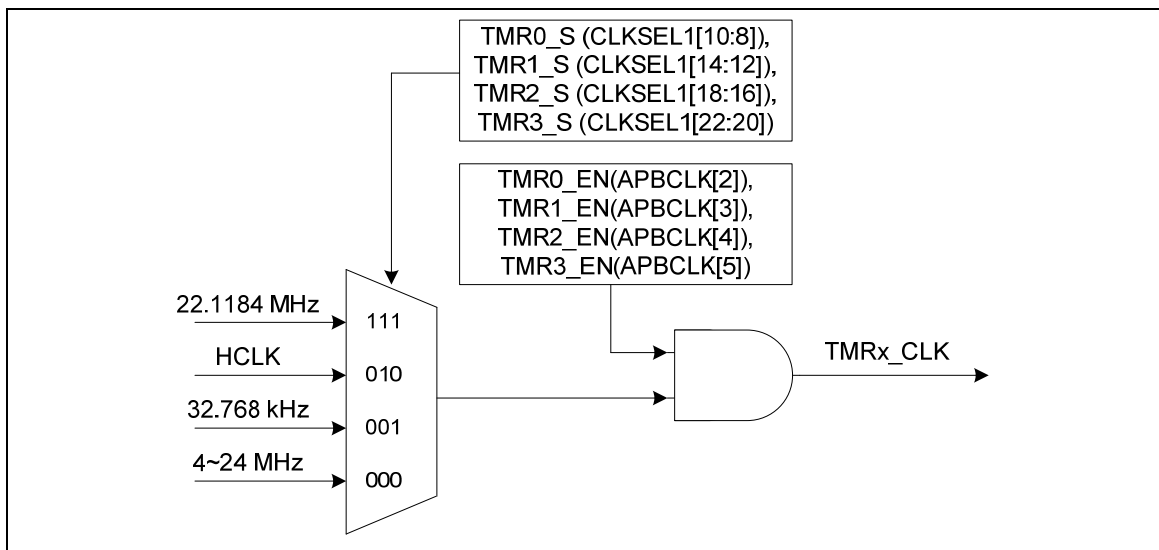 TMR0_S (CLKSEL1[10:8]),
TMR1_S (CLKSEL1[14:12]),
TMR2_S (CLKSEL1[18:16]),
TMR3_S (CLKSEL1[22:20])
TMR0_EN(APBCLK[2]),
TMR1_EN(APBCLK[3]),
TMR2_EN(APBCLK[4]),
TMR3_EN(APBCLK[5])
22.1184 MHz
111
HCLK
010
32.768 kHz
001
4~24 MHz
000
TMRx_CLK